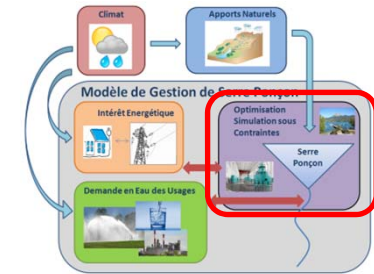 Climat
Apports Naturels
Modèle de Gestion de Serre Ponçon
Intérêt Energétique
Optimisation
Simulation sous
Contraintes
Serre
Ponçon
Demande en Eau des Usages